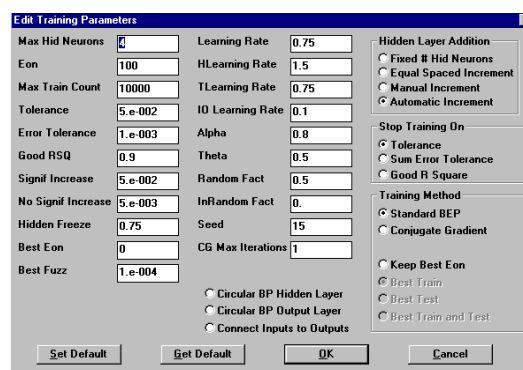 Edit Training Parameters
Max Hid Neurons 4
Eon 100
Max Train Count 10000
Tolerance 5.e-002
Error Tolerance 1.e-003
Good RSQ 0.9
Signif Increase 5.e-002
No Signif Increase 5.e-003
Hidden Freeze 0.75
Best Eon 0
Best Fuzz 1.e-004
Learning Rate 0.75
HLearning Rate 1.5
TLearning Rate 0.75
IO Learning Rate 0.1
Alpha 0.8
Theta 0.5
Random Fact 0.5
InRandom Fact 0.
Seed 15
CG Max Iterations 1
Circular BP Hidden Layer
Circular BP Output Layer
Connect Inputs to Outputs
Hidden Layer Addition
Fixed # Hid Neurons
Equal Spaced Increment
Manual Increment
Automatic Increment
Stop Training On
Tolerance
Sum Error Tolerance
Good R Square
Training Method
Standard BEP
Conjugate Gradient
Keep Best Eon
Best Train
Best Test
Best Train and Test
Set Default
Get Default
OK
Cancel